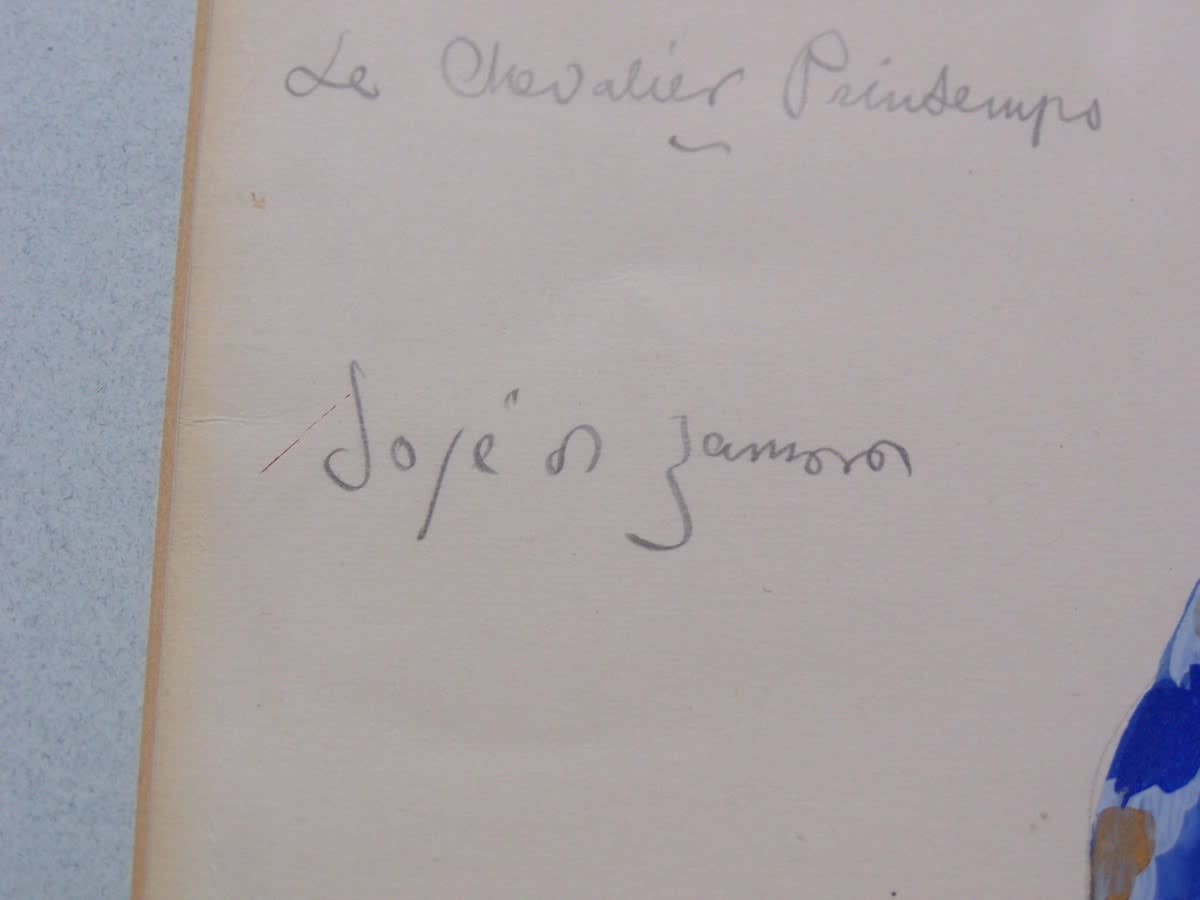 Le Chevalier Printemps
José de Zamora